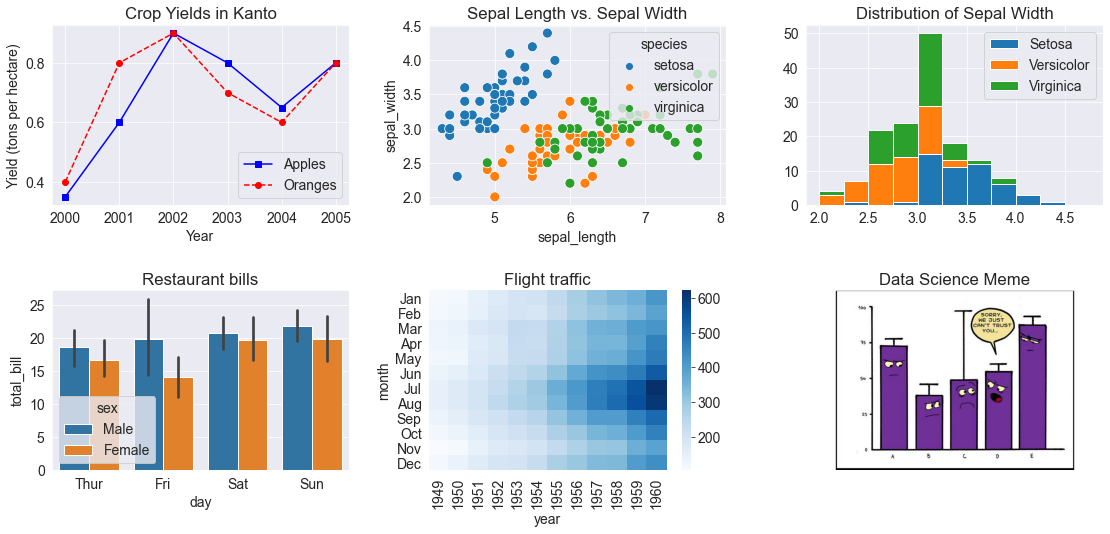 Crop Yields in Kanto
Yield (tons per hectare)
0.8
0.6
0.4
Apples
Oranges
2000 2001 2002 2003 2004 2005
Year
Sepal Length vs. Sepal Width
sepal_width
4.5
4.0
3.5
3.0
2.5
2.0
species
setosa
versicolor
virginica
5 6 7 8
sepal_length
Distribution of Sepal Width
50
40
30
20
10
0
Setosa
Versicolor
Virginica
2.0 2.5 3.0 3.5 4.0 4.5
Restaurant bills
total_bill
25
20
15
10
5
0
sex
Male
Female
Thur Fri Sat Sun
day
Flight traffic
month
Jan
Feb
Mar
Apr
May
Jun
Jul
Aug
Sep
Oct
Nov
Dec
1949 1950 1951 1952 1953 1954 1955 1956 1957 1958 1959 1960
year
600
500
400
300
200
Data Science Meme
SORRY,
WE JUST
CAN'T TRUST
YOU..
A B C D E